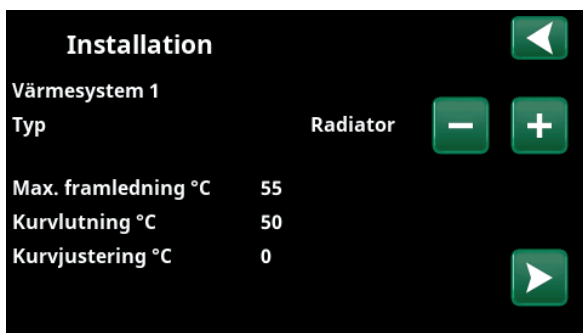 Installation
Värmesystem 1
Typ Radiator
Max. framledning °C 55
Kurvlutning °C 50
Kurvjustering °C 0